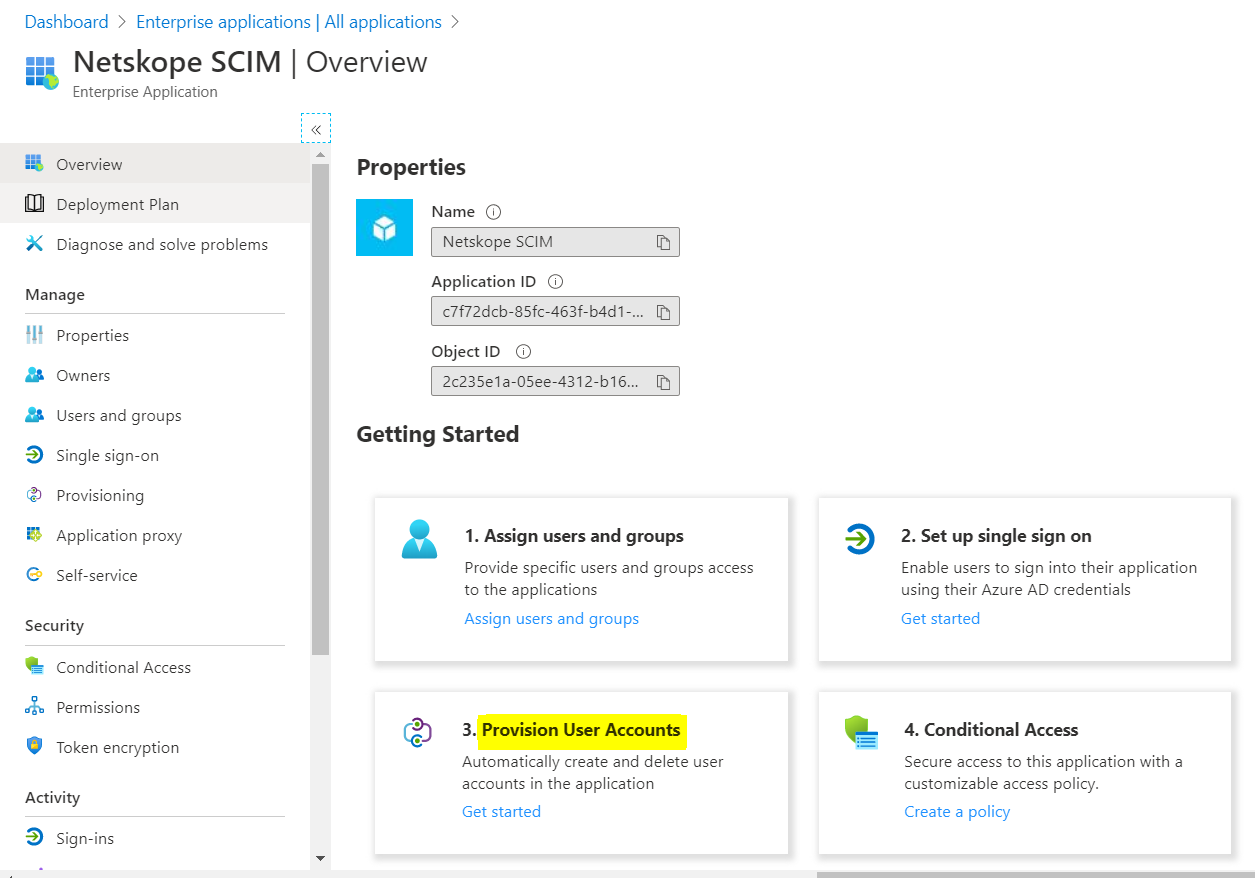 Dashboard > Enterprise applications | All applications >
Netskope SCIM | Overview
Enterprise Application
«
Overview
Deployment Plan
Diagnose and solve problems
Manage
Properties
Owners
Users and groups
Single sign-on
Provisioning
Application proxy
Self-service
Security
Conditional Access
Permissions
Token encryption
Activity
Sign-ins
Properties
Name
Netskope SCIM
Application ID
c7f72dcb-85fc-463f-b4d1-...
Object ID
2c235e1a-05ee-4312-b16...
Getting Started
1. Assign users and groups
Provide specific users and groups access
to the applications
Assign users and groups
2. Set up single sign on
Enable users to sign into their application
using their Azure AD credentials
Get started
3. Provision User Accounts
Automatically create and delete user
accounts in the application
Get started
4. Conditional Access
Secure access to this application with a
customizable access policy.
Create a policy